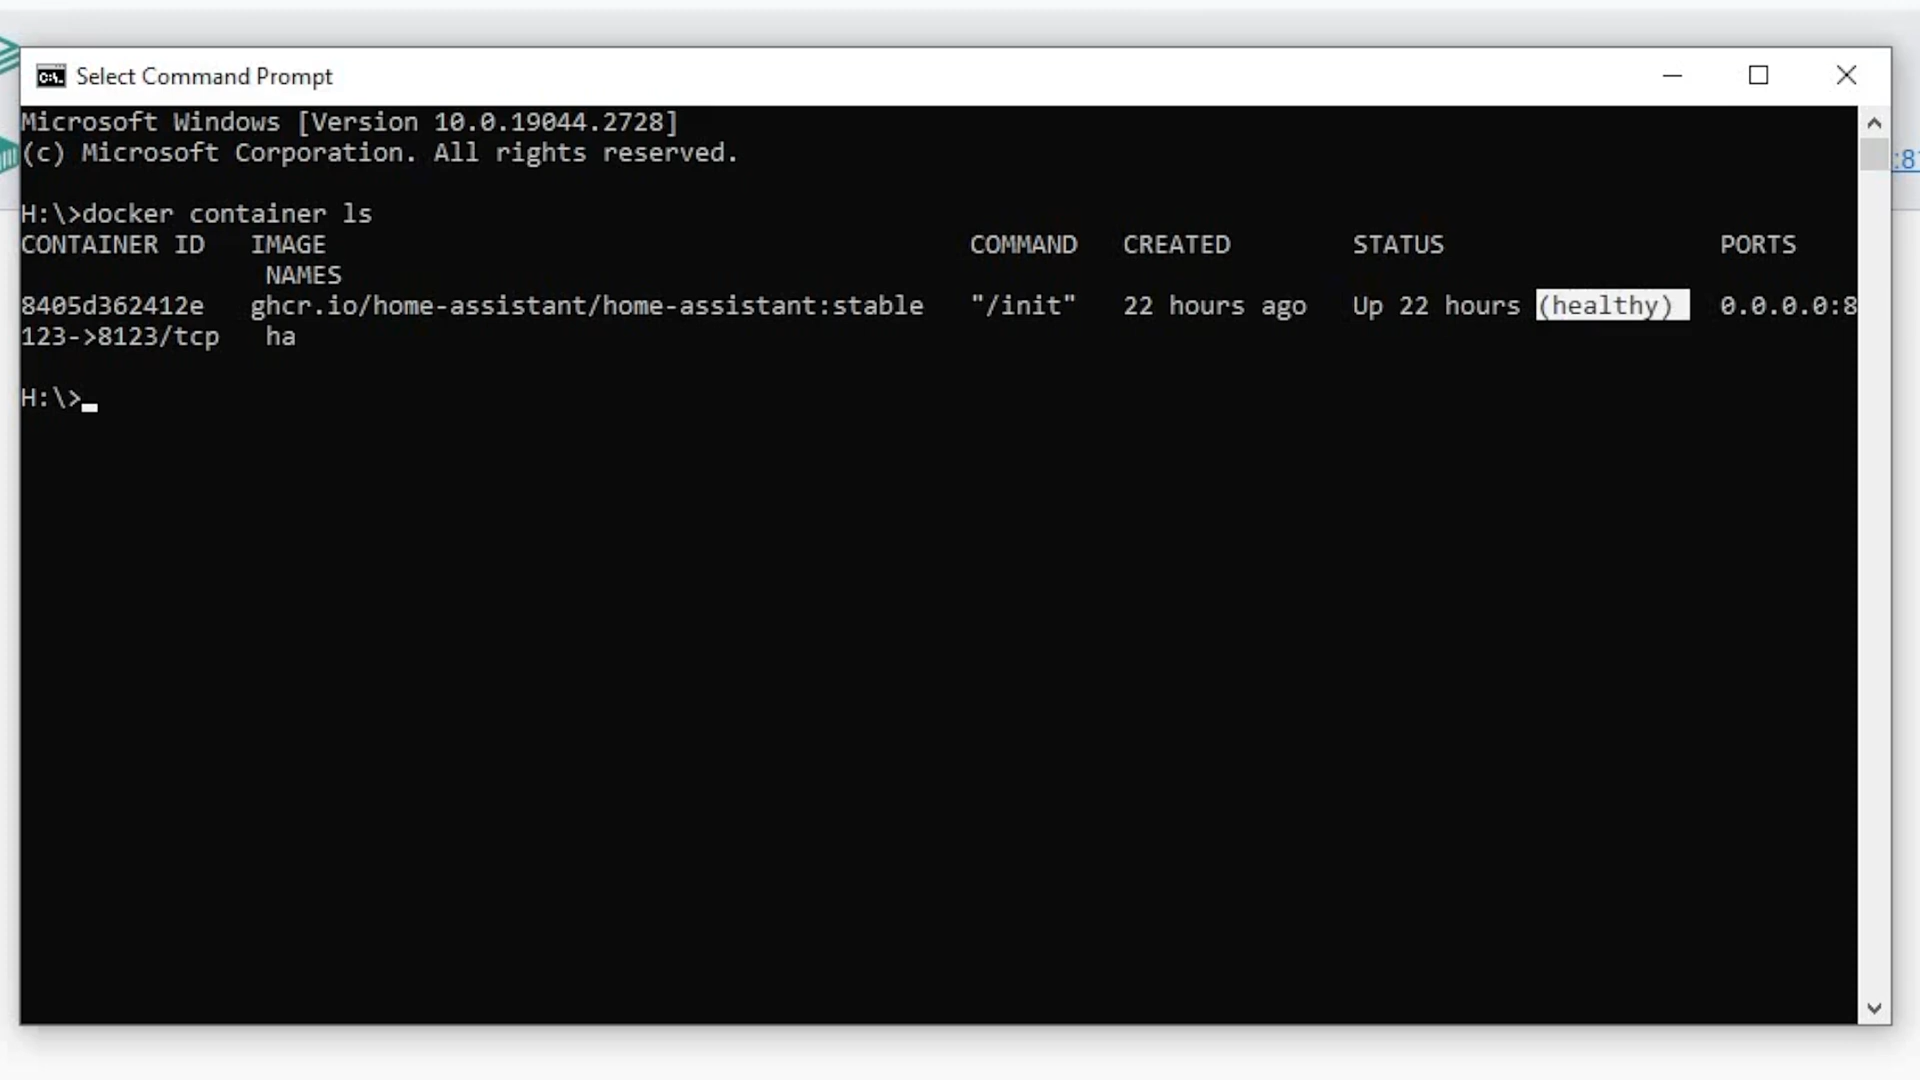 Select Command Prompt
Microsoft Windows [Version 10.0.19044.2728]
(c) Microsoft Corporation. All rights reserved.
:81
H:\>docker container ls
CONTAINER ID   IMAGE                                          COMMAND   CREATED        STATUS                  PORTS
                NAMES
8405d362412e   ghcr.io/home-assistant/home-assistant:stable   "/init"   22 hours ago   Up 22 hours (healthy)   0.0.0.0:8
123->8123/tcp   ha
H:\>